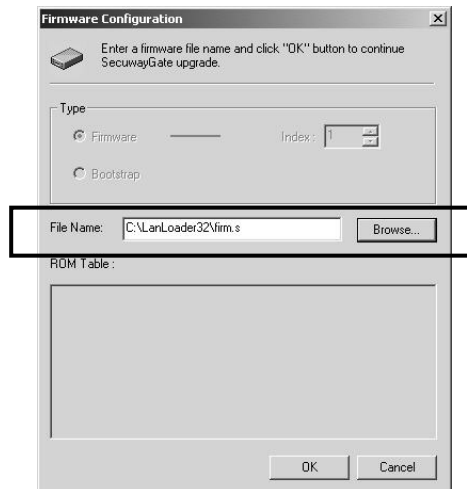 Firmware Configuration
Enter a firmware file name and click "OK" button to continue
SecuwayGate upgrade.
Type
Firmware
Index :
1
Bootstrap
File Name:
C:\LanLoader32\firm.s
Browse...
ROM Table :
OK
Cancel